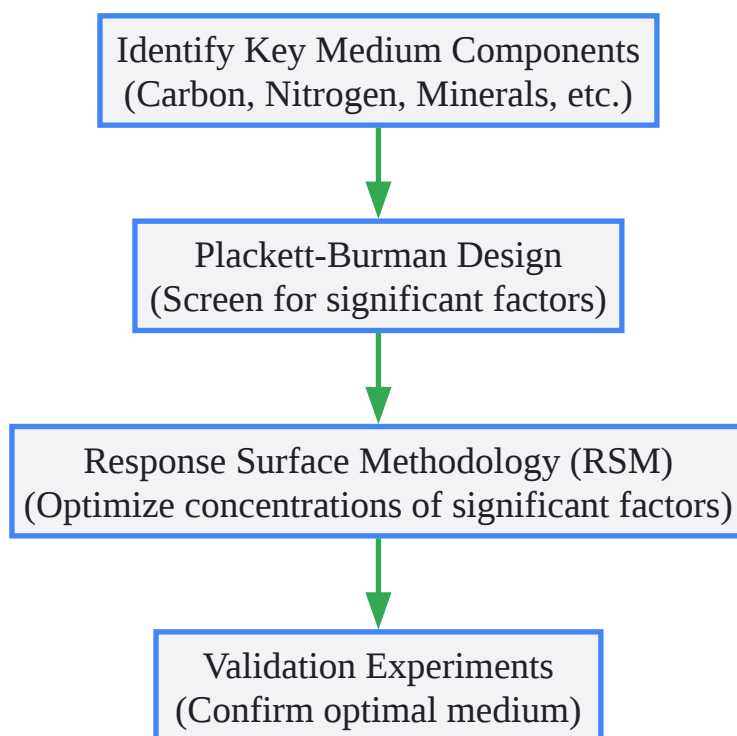 Identify Key Medium Components
(Carbon, Nitrogen, Minerals, etc.)
Plackett-Burman Design
(Screen for significant factors)
Response Surface Methodology (RSM)
(Optimize concentrations of significant factors)
Validation Experiments
(Confirm optimal medium)